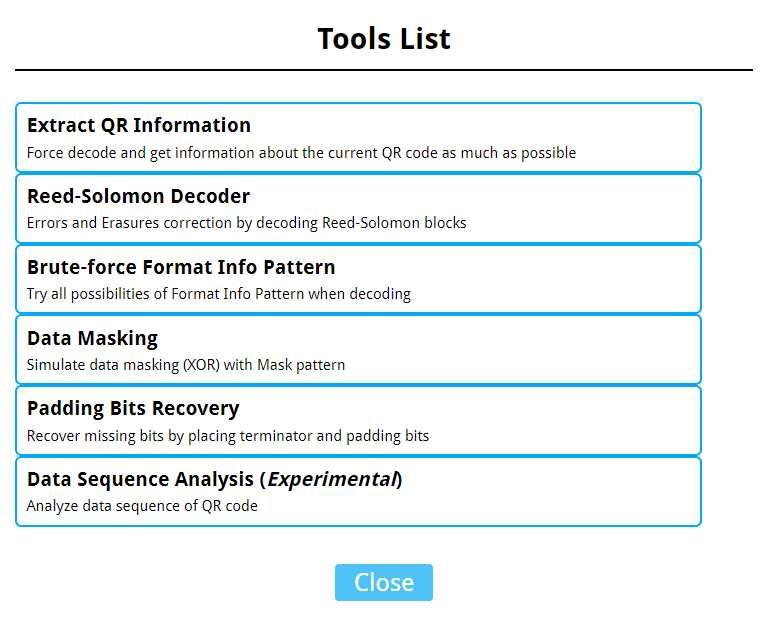 Tools List
Extract QR Information
Force decode and get information about the current QR code as much as possible
Reed-Solomon Decoder
Errors and Erasures correction by decoding Reed-Solomon blocks
Brute-force Format Info Pattern
Try all possibilities of Format Info Pattern when decoding
Data Masking
Simulate data masking (XOR) with Mask pattern
Padding Bits Recovery
Recover missing bits by placing terminator and padding bits
Data Sequence Analysis (Experimental)
Analyze data sequence of QR code
Close